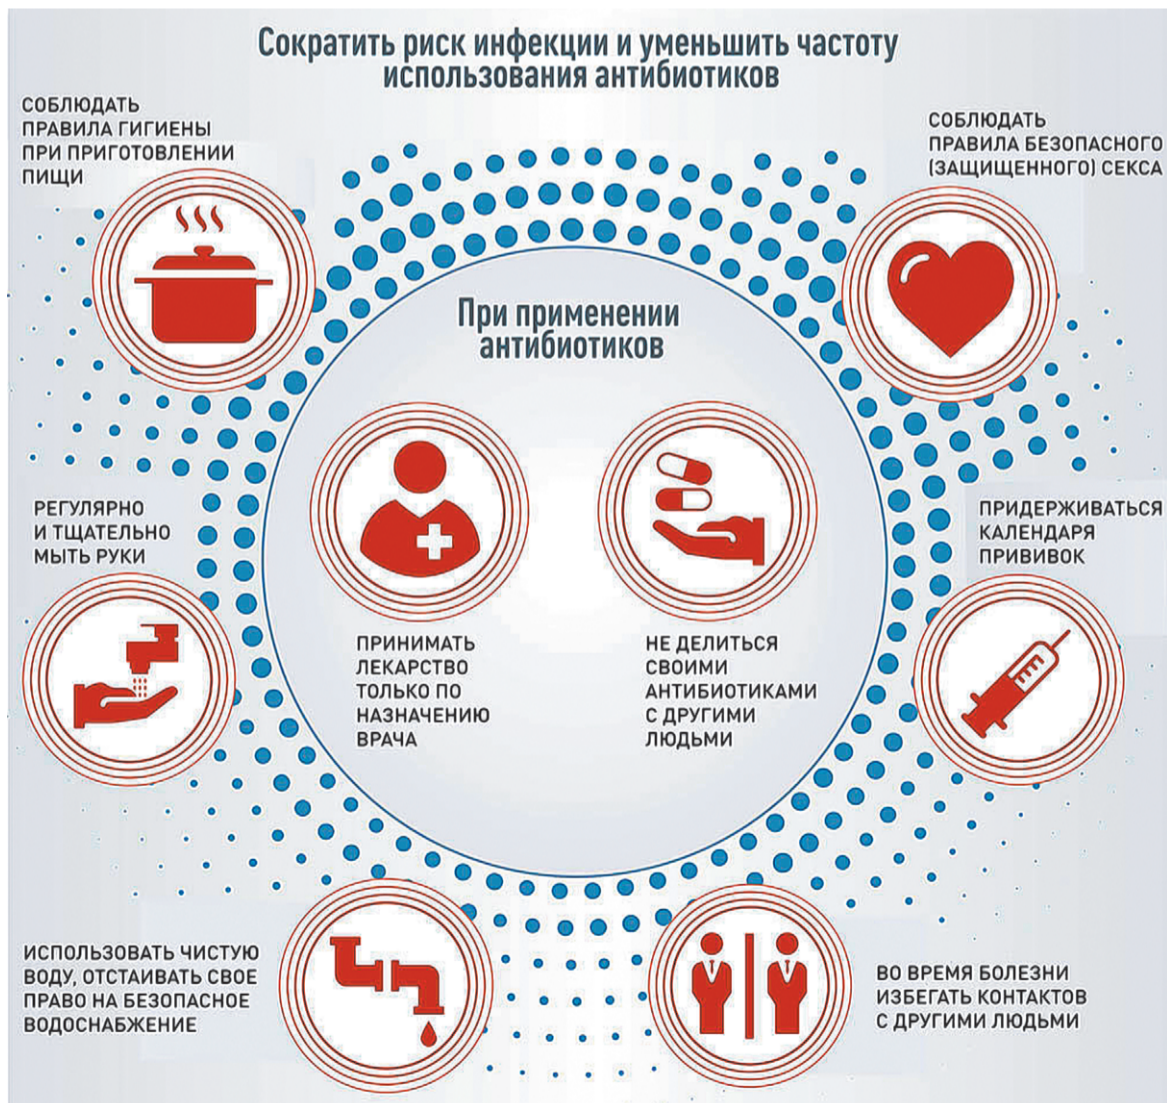 Сократить риск инфекции и уменьшить частоту
использования антибиотиков
СОБЛЮДАТЬ
ПРАВИЛА ГИГИЕНЫ
ПРИ ПРИГОТОВЛЕНИИ
ПИЩИ
СОБЛЮДАТЬ
ПРАВИЛА БЕЗОПАСНОГО
(ЗАЩИЩЕННОГО) СЕКСА
При применении
антибиотиков
РЕГУЛЯРНО
И ТЩАТЕЛЬНО
МЫТЬ РУКИ
ПРИДЕРЖИВАТЬСЯ
КАЛЕНДАРЯ
ПРИВИВОК
ПРИНИМАТЬ
ЛЕКАРСТВО
ТОЛЬКО ПО
НАЗНАЧЕНИЮ
ВРАЧА
НЕ ДЕЛИТЬСЯ
СВОИМИ
АНТИБИОТИКАМИ
С ДРУГИМИ
ЛЮДЬМИ
ИСПОЛЬЗОВАТЬ ЧИСТУЮ
ВОДУ, ОТСТАИВАТЬ СВОЕ
ПРАВО НА БЕЗОПАСНОЕ
ВОДОСНАБЖЕНИЕ
ВО ВРЕМЯ БОЛЕЗНИ
ИЗБЕГАТЬ КОНТАКТОВ
С ДРУГИМИ ЛЮДЬМИ